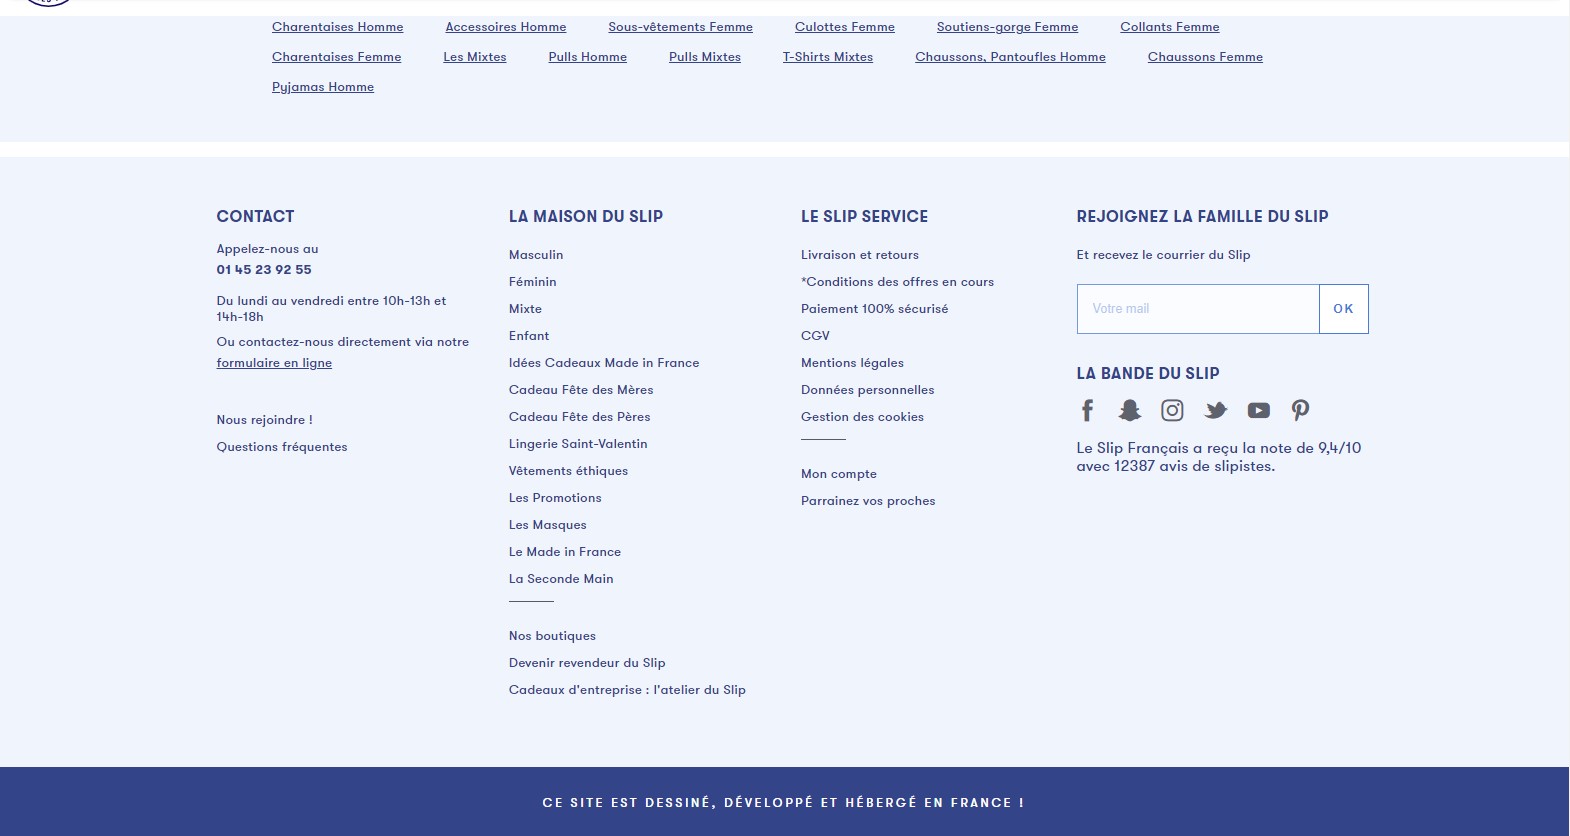 Charentaises Homme Accessoires Homme Sous-vêtements Femme Culottes Femme Soutiens-gorge Femme Collants Femme
Charentaises Femme Les Mixtes Pulls Homme Pulls Mixtes T-Shirts Mixtes Chaussons, Pantoufles Homme Chaussons Femme
Pyjamas Homme
CONTACT
Appelez-nous au
01 45 23 92 55
Du lundi au vendredi entre 10h-13h et
14h-18h
Ou contactez-nous directement via notre
formulaire en ligne
Nous rejoindre !
Questions fréquentes
LA MAISON DU SLIP
Masculin
Féminin
Mixte
Enfant
Idées Cadeaux Made in France
Cadeau Fête des Mères
Cadeau Fête des Pères
Lingerie Saint-Valentin
Vêtements éthiques
Les Promotions
Les Masques
Le Made in France
La Seconde Main
Nos boutiques
Devenir revendeur du Slip
Cadeaux d'entreprise : l'atelier du Slip
LE SLIP SERVICE
Livraison et retours
*Conditions des offres en cours
Paiement 100% sécurisé
CGV
Mentions légales
Données personnelles
Gestion des cookies
Mon compte
Parrainez vos proches
REJOIGNEZ LA FAMILLE DU SLIP
Et recevez le courrier du Slip
Votre mail OK
LA BANDE DU SLIP
Le Slip Français a reçu la note de 9,4/10
avec 12387 avis de slipistes.
CE SITE EST DESSINÉ, DÉVELOPPÉ ET HÉBERGÉ EN FRANCE !